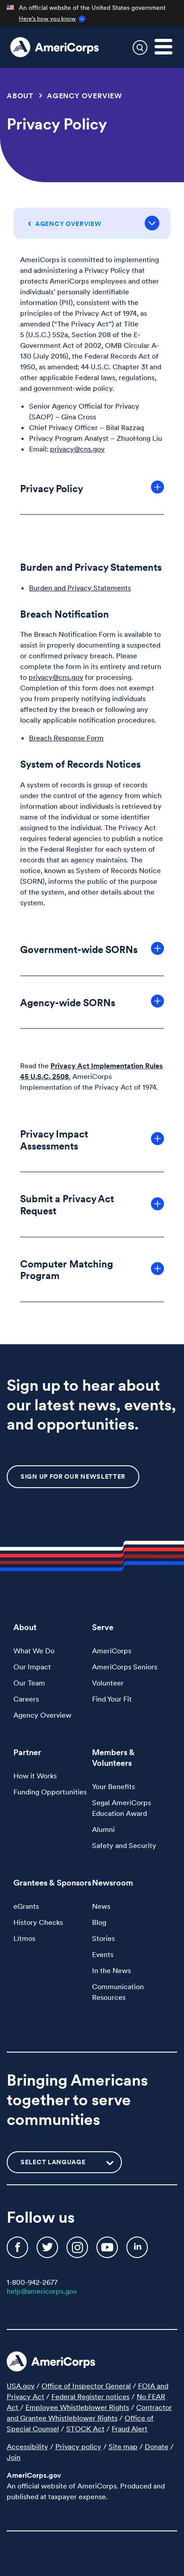 An official website of the United States government
Here's how you know
AmeriCorps
ABOUT > AGENCY OVERVIEW
Privacy Policy
< AGENCY OVERVIEW
AmeriCorps is committed to
administering a Privacy Policy that
protects AmeriCorps employees and other
individuals' personally identifiable
information (PII), consistent with the
principles of the Privacy Act of 1974, as
amended (“The Privacy Act”) at Title
5 (U.S.C.) 552a, Section 208 of the E-
Government Act of 2002, OMB Circular A-
130 (July 2016), the Federal Records Act of
1950, as amended; 44 U.S.C. Chapter 31 and
other applicable Federal laws, regulations,
and government-wide policy.
• Senior Agency Official for Privacy
(SAOP) – Gina Cross
• Chief Privacy Officer – Bilal Razzaq
• Privacy Program Analyst – ZhuoHong Liu
• Email: privacy@cns.gov
Privacy Policy
Burden and Privacy Statements
• Burden and Privacy Statements
Breach Notification
The Breach Notification Form is available to
assist in properly documenting a suspected
or confirmed privacy breach. Please
complete the form in its entirety and return
to privacy@cns.gov for processing.
Completion of this form does not exempt
you from properly notifying individuals
affected by the breach or following any
applicable notification procedures.
• Breach Response Form
System of Records Notices
A system of records is group of records
under the control of the agency from which
information about individuals is retrieved by
the name of the individual or some identifier
assigned to the individual. The Privacy Act
requires federal agencies to publish a notice
in the Federal Register for each system of
records that an agency maintains. The
notice, known as System of Records Notice
(SORN), informs the public of the purpose
of the system, and other details about the
system.
Government-wide SORNs
Agency-wide SORNs
Read the Privacy Act Implementation Rules
45 U.S.C. 2508, AmeriCorps
Implementation of the Privacy Act of 1974.
Privacy Impact
Assessments
Submit a Privacy Act
Request
Computer Matching
Program
Sign up to hear about
our latest news, events,
and opportunities.
SIGN UP FOR OUR NEWSLETTER
About
What We Do
Our Impact
Our Team
Careers
Agency Overview
Serve
AmeriCorps
AmeriCorps Seniors
Volunteer
Find Your Fit
Partner
How it Works
Funding Opportunities
Members &
Volunteers
Your Benefits
Segal AmeriCorps
Education Award
Alumni
Safety and Security
Grantees & Sponsors
eGrants
History Checks
Litmos
Newsroom
News
Blog
Stories
Events
In the News
Communication
Resources
Bringing Americans
together to serve
communities
SELECT LANGUAGE
Follow us
1-800-942-2677
help@americorps.gov
AmeriCorps
USA.gov / Office of Inspector General / FOIA and
Privacy Act / Federal Register notices / No FEAR
Act / Employee Whistleblower Rights / Contractor
and Grantee Whistleblower Rights / Office of
Special Counsel / STOCK Act / Fraud Alert
Accessibility / Privacy policy / Site map / Donate /
Join
AmeriCorps.gov
An official website of AmeriCorps. Produced and
published at taxpayer expense.